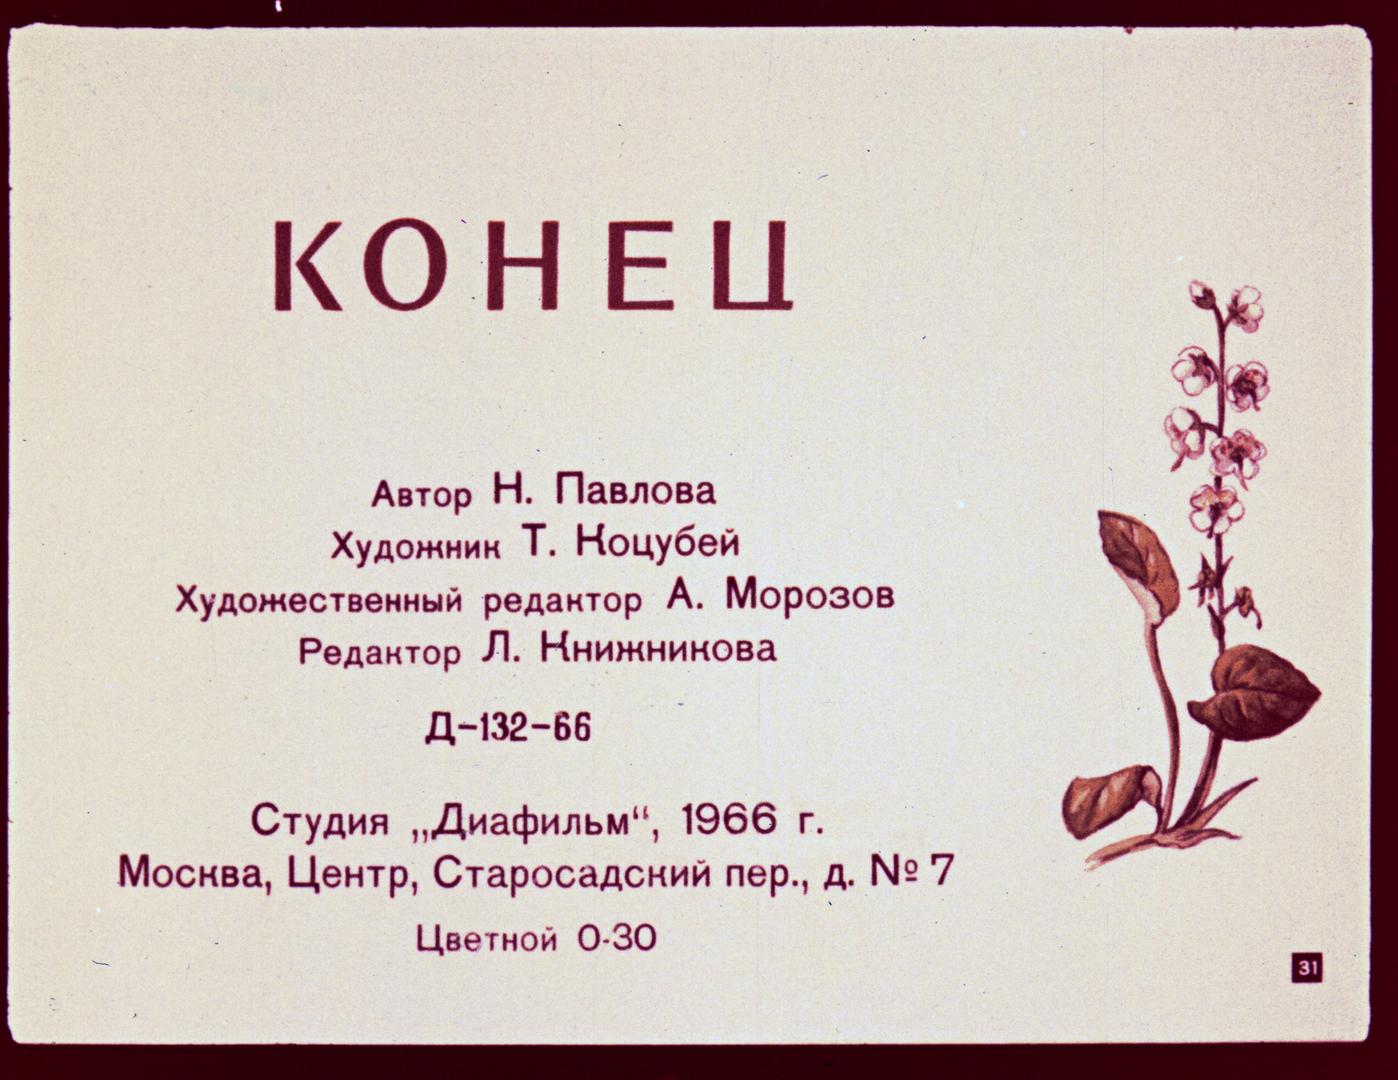 КОНЕЦ
Автор Н. Павлова
Художник Т. Коцубей
Художественный редактор А. Морозов
Редактор Л. Книжникова
Д-132-66
Студия „Диафильм“, 1966 г.
Москва, Центр, Старосадский пер., д. № 7
Цветной 0-30
31